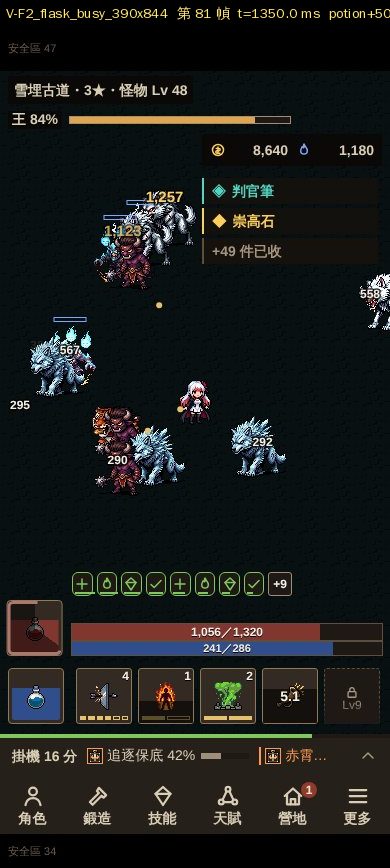 V-F2_flask_busy_390x844 第 81 幀 t=1350.0 ms potion+50
安全區 47
雪埋古道・3★・怪物 Lv 48
王 84%
8,640 1,180
判官筆
崇高石
+49 件已收
1,257
1,123
558
567
295
292
290
+9
1,056／1,320
241／286
4
1
2
5.1
Lv9
掛機 16 分 追逐保底 42% 赤霄…
1
角色 鍛造 技能 天賦 營地 更多
安全區 34